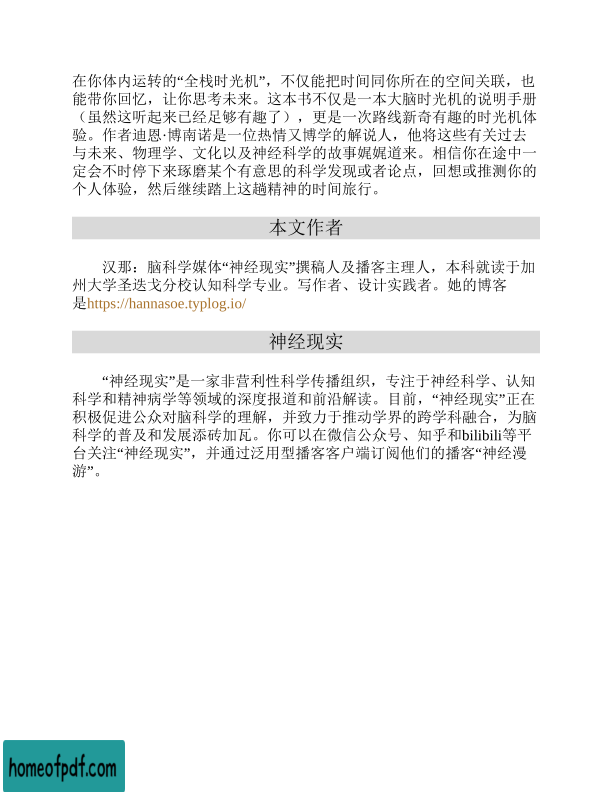 在你体内运转的“全栈时光机”，不仅能把时间同你所在的空间关联，也
能带你回忆，让你思考未来。这本书不仅是一本大脑时光机的说明手册
（虽然这听起来已经足够有趣了），更是一次路线新奇有趣的时光机体
验。作者迪恩·博南诺是一位热情又博学的解说人，他将这些有关过去
与未来、物理学、文化以及神经科学的故事娓娓道来。相信你在途中一
定会不时停下来琢磨某个有意思的科学发现或者论点，回想或推测你的
个人体验，然后继续踏上这趟精神的时间旅行。
本文作者
汉那：脑科学媒体“神经现实”撰稿人及播客主理人，本科就读于加
州大学圣迭戈分校认知科学专业。写作者、设计实践者。她的博客
是https://hannasoe.typlog.io/
神经现实
“神经现实”是一家非营利性科学传播组织，专注于神经科学、认知
科学和精神病学等领域的深度报道和前沿解读。目前，“神经现实”正在
积极促进公众对脑科学的理解，并致力于推动学界的跨学科融合，为脑
科学的普及和发展添砖加瓦。你可以在微信公众号、知乎和bilibili等平
台关注“神经现实”，并通过泛用型播客客户端订阅他们的播客“神经漫
游”。
homeofpdf.com